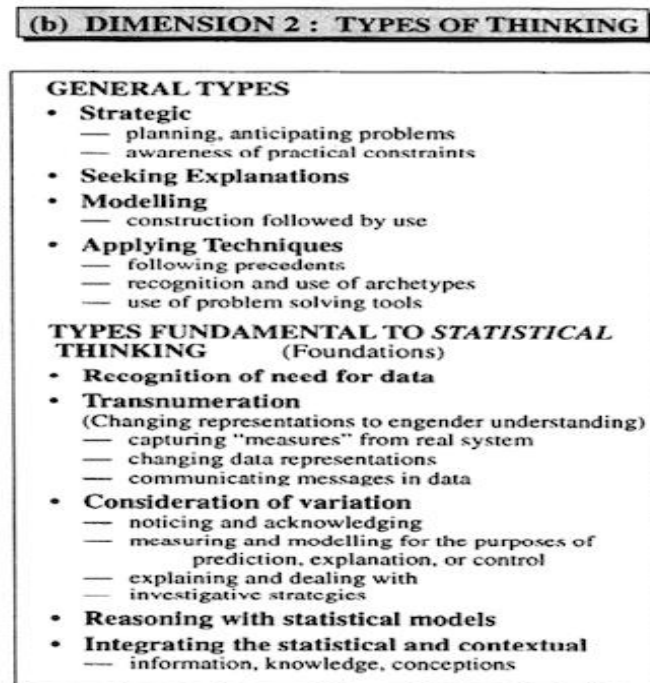 (b) DIMENSION 2 : TYPES OF THINKING
GENERAL TYPES
• Strategic
— planning, anticipating problems
— awareness of practical constraints
• Seeking Explanations
• Modelling
— construction followed by use
• Applying Techniques
— following precedents
— recognition and use of archetypes
— use of problem solving tools
TYPES FUNDAMENTAL TO STATISTICAL
THINKING (Foundations)
• Recognition of need for data
• Transnumeration
(Changing representations to engender understanding)
— capturing "measures" from real system
— changing data representations
— communicating messages in data
• Consideration of variation
— noticing and acknowledging
— measuring and modelling for the purposes of
prediction, explanation, or control
— explaining and dealing with
— investigative strategies
• Reasoning with statistical models
• Integrating the statistical and contextual
— information, knowledge, conceptions